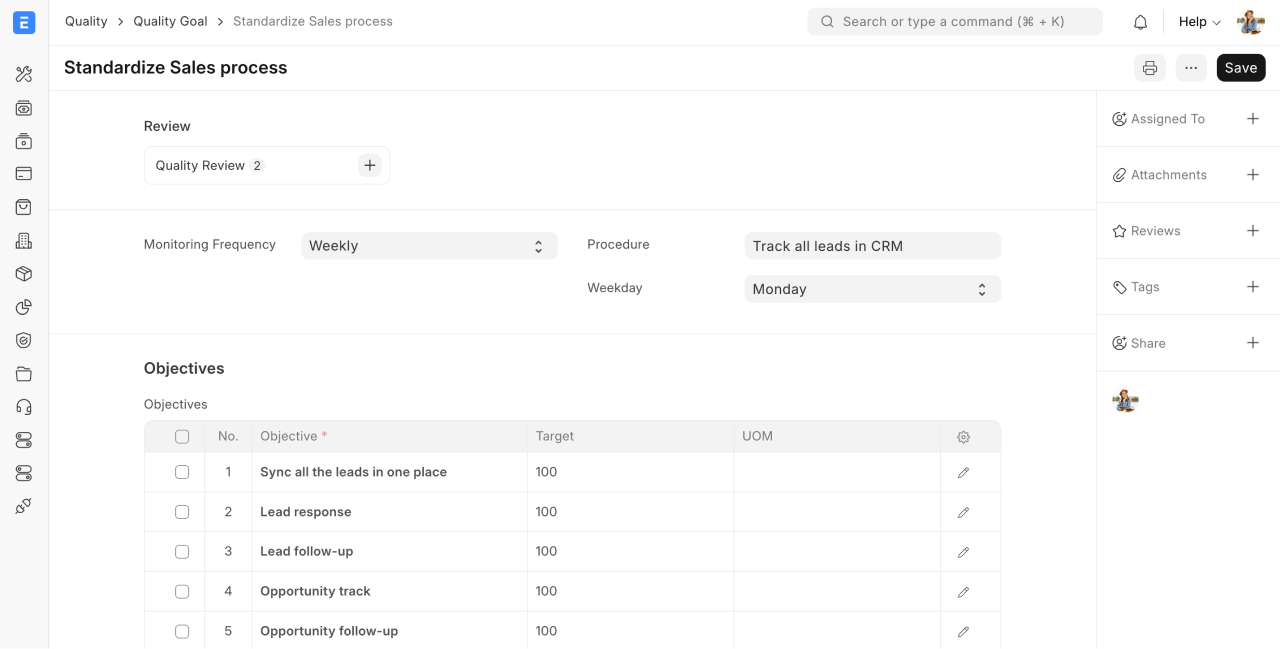 Quality > Quality Goal > Standardize Sales process
Search or type a command (⌘ + K)
Help
Standardize Sales process
Save
Review
Quality Review 2
Monitoring Frequency Weekly
Procedure Track all leads in CRM
Weekday Monday
Objectives
Objectives
No. Objective * Target UOM
1 Sync all the leads in one place 100
2 Lead response 100
3 Lead follow-up 100
4 Opportunity track 100
5 Opportunity follow-up 100
Assigned To
Attachments
Reviews
Tags
Share